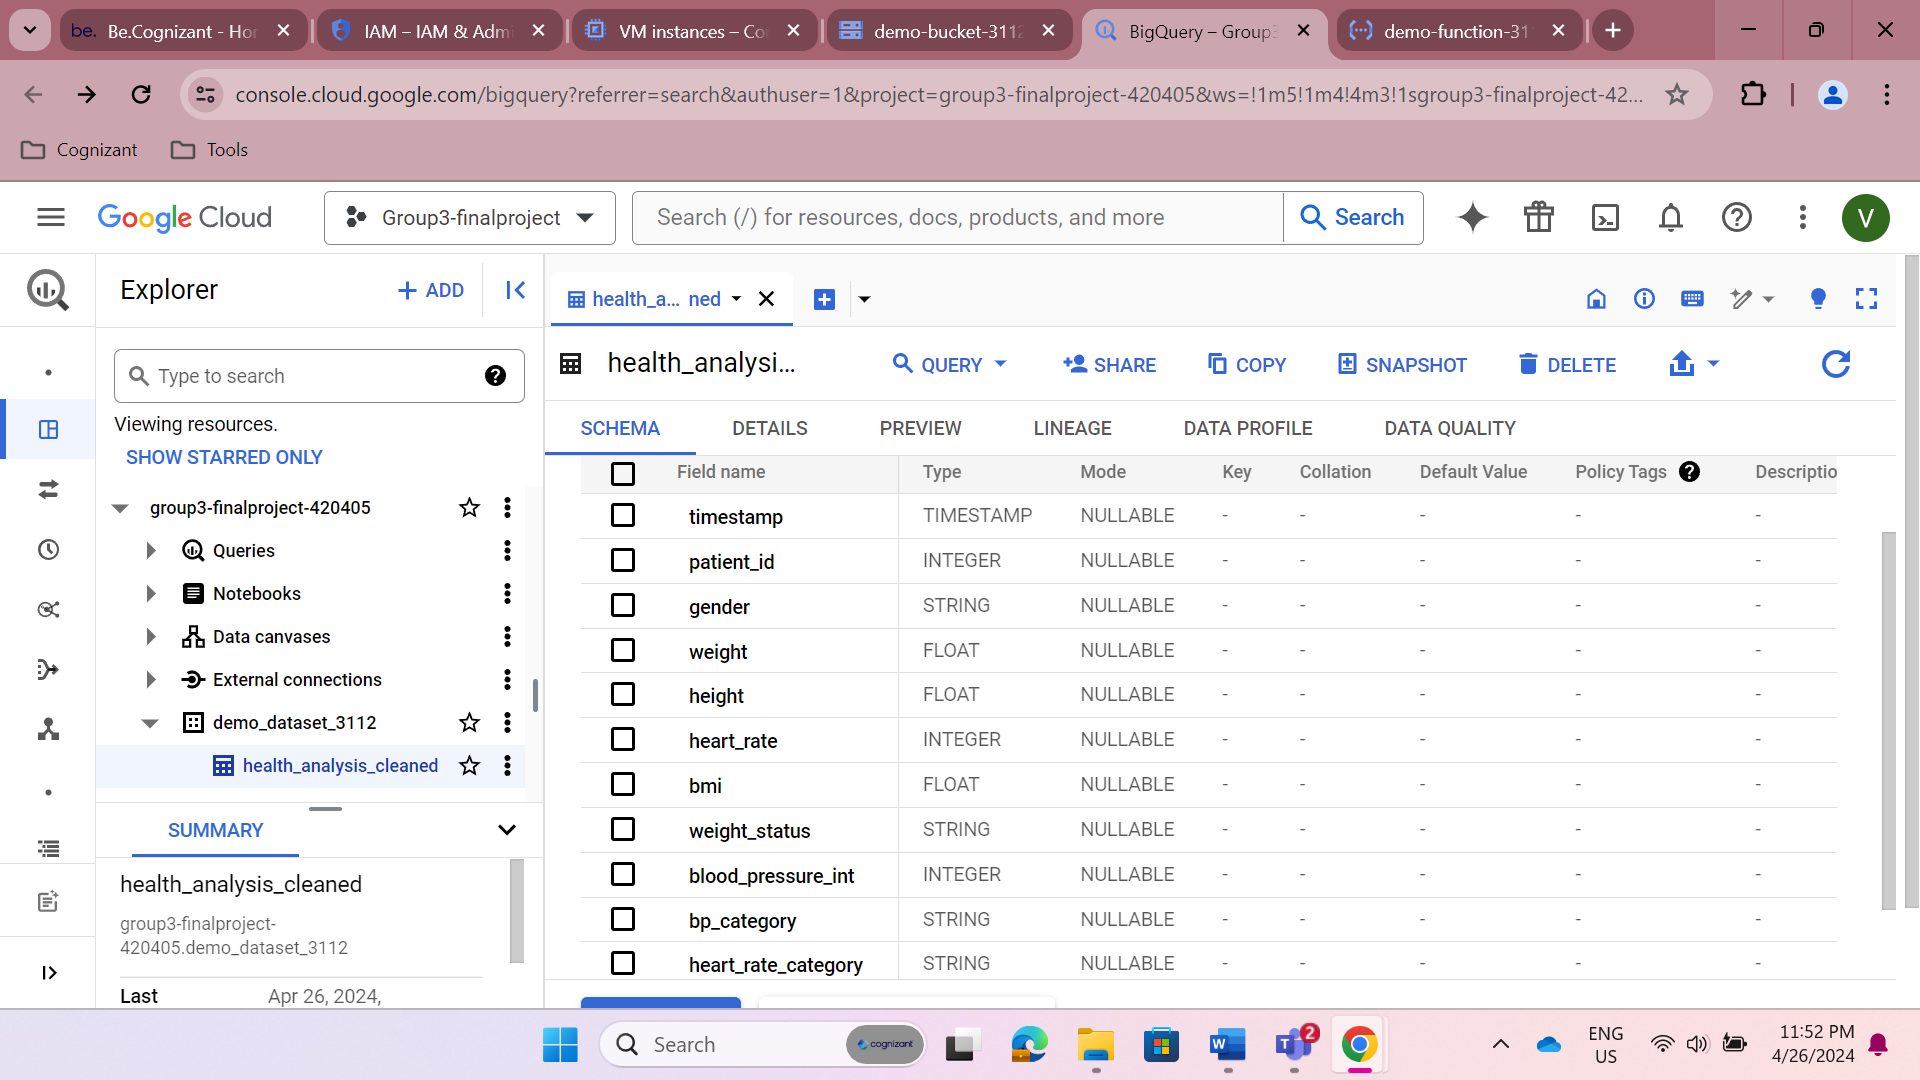 be. Be.Cognizant - Hor
IAM – IAM & Admi
VM instances – Co
demo-bucket-3112
BigQuery – Group3
demo-function-311
console.cloud.google.com/bigquery?referrer=search&authuser=1&project=group3-finalproject-420405&ws=!1m5!1m4!4m3!1sgroup3-finalproject-42...
Cognizant
Tools
Google Cloud
Group3-finalproject
Search (/) for resources, docs, products, and more
Search
V
Explorer
+ ADD
health_a... ned
Type to search
health_analysi...
QUERY
SHARE
COPY
SNAPSHOT
DELETE
Viewing resources.
SHOW STARRED ONLY
SCHEMA
DETAILS
PREVIEW
LINEAGE
DATA PROFILE
DATA QUALITY
group3-finalproject-420405
Queries
Notebooks
Data canvases
External connections
demo_dataset_3112
health_analysis_cleaned
Field name Type Mode Key Collation Default Value Policy Tags Descriptio
timestamp TIMESTAMP NULLABLE - - - - -
patient_id INTEGER NULLABLE - - - - -
gender STRING NULLABLE - - - - -
weight FLOAT NULLABLE - - - - -
height FLOAT NULLABLE - - - - -
heart_rate INTEGER NULLABLE - - - - -
bmi FLOAT NULLABLE - - - - -
weight_status STRING NULLABLE - - - - -
blood_pressure_int INTEGER NULLABLE - - - - -
bp_category STRING NULLABLE - - - - -
heart_rate_category STRING NULLABLE - - - - -
SUMMARY
health_analysis_cleaned
group3-finalproject-
420405.demo_dataset_3112
Last Apr 26, 2024,
Search
cognizant
2
ENG
US
11:52 PM
4/26/2024